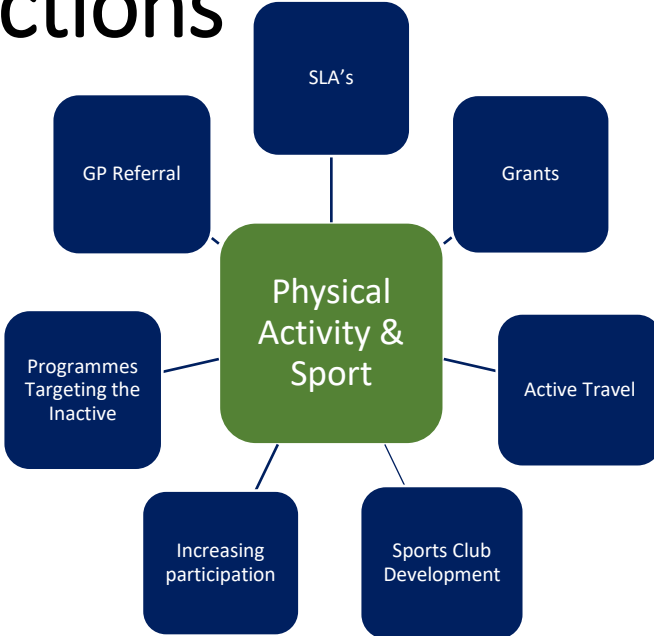 ctions
SLA's
GP Referral
Grants
Physical
Activity &
Sport
Programmes
Targeting the
Inactive
Active Travel
Increasing
participation
Sports Club
Development